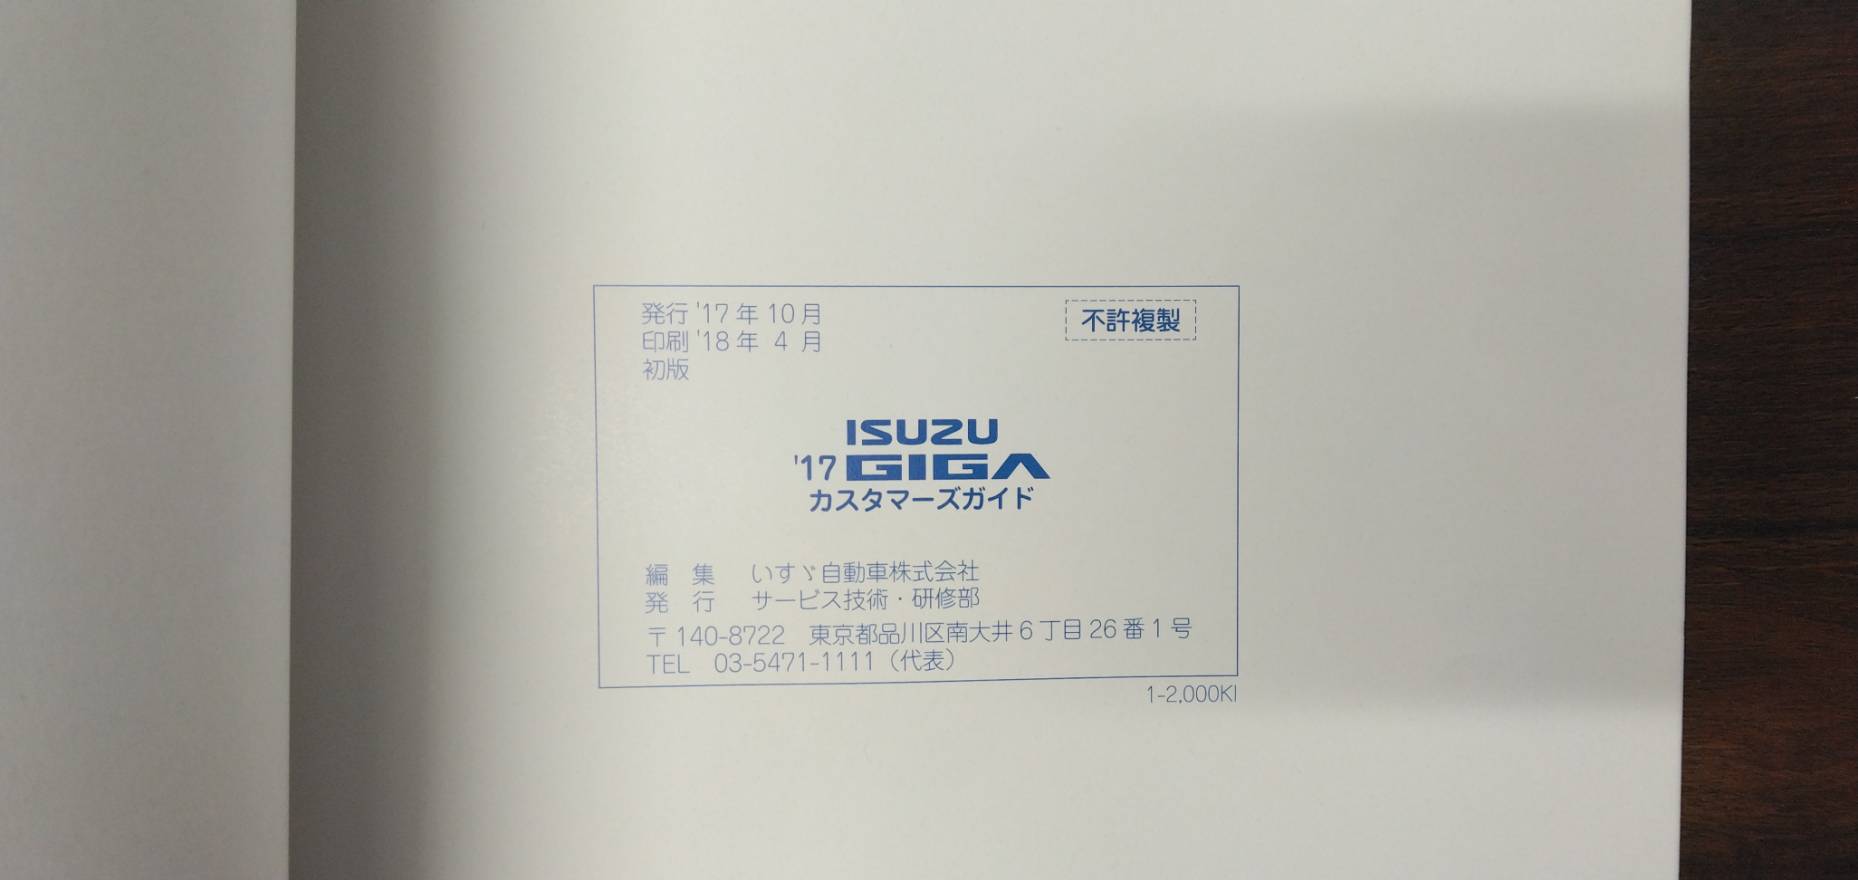 発行 '17 年 10 月
不許複製
印刷 '18 年 4 月
初版
ISUZU
'17 GIGA
カスタマーズガイド
編 集 いすゞ自動車株式会社
発 行 サービス技術・研修部
〒 140-8722 東京都品川区南大井 6 丁目 26 番 1 号
TEL 03-5471-1111（代表）
1-2,000KI